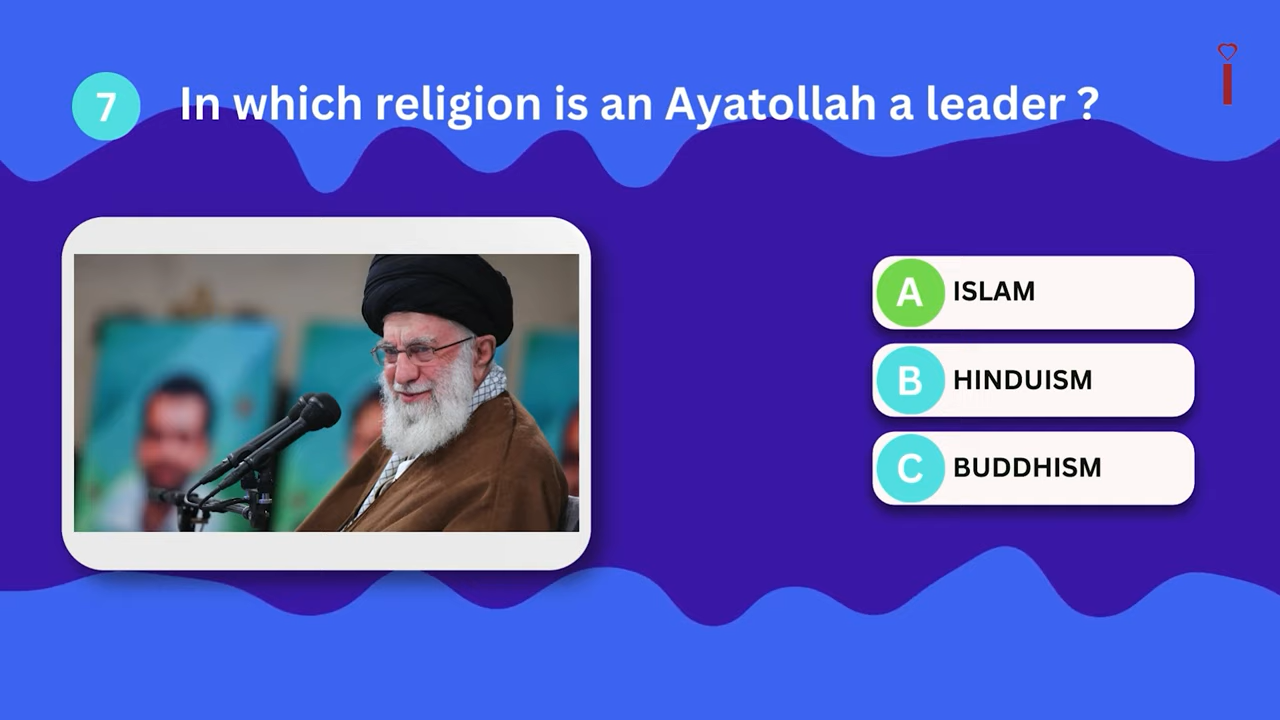 7
In which religion is an Ayatollah a leader ?
A ISLAM
B HINDUISM
C BUDDHISM